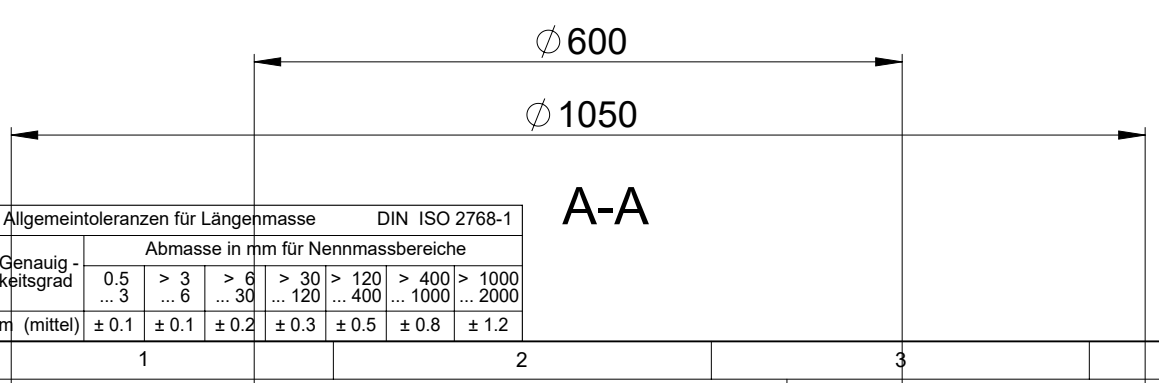 ∅600
∅1050
A-A
Allgemeintoleranzen für Längenmasse DIN ISO 2768-1
Genauig - keitsgrad
Abmasse in mm für Nennmassbereiche
0.5 ... 3
> 3 ... 6
> 6 ... 30
> 30 ... 120
> 120 ... 400
> 400 ... 1000
> 1000 ... 2000
m (mittel) ± 0.1 ± 0.1 ± 0.2 ± 0.3 ± 0.5 ± 0.8 ± 1.2
1 2 3